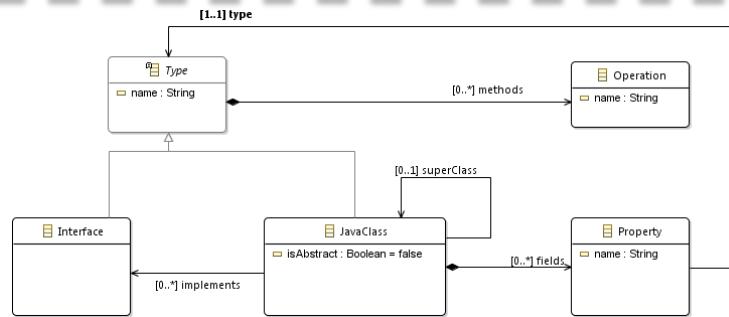 [1..1] type
Type
name : String
[0..*] methods
Operation
name : String
[0..1] superClass
Interface
JavaClass
isAbstract : Boolean = false
Property
name : String
[0..*] fields
[0..*] implements